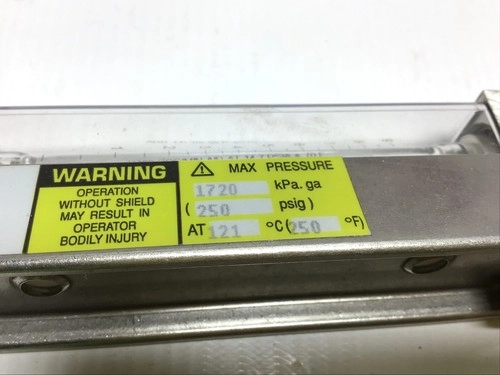 WARNING
OPERATION
WITHOUT SHIELD
MAY RESULT IN
OPERATOR
BODILY INJURY
⚠ MAX PRESSURE
1720 kPa.ga
(250 psig)
AT 121 °C(250 °F)